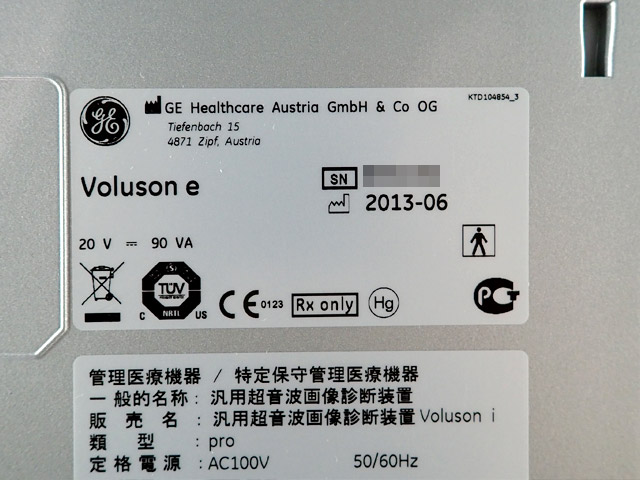 GE
GE Healthcare Austria GmbH & Co OG
KTD104854_3
Tiefenbach 15
4871 Zipf, Austria
Voluson e
SN
2013-06
20 V ⎓ 90 VA
TÜV
C US
NRTL
CE 0123
Rx only
Hg
PCT
管理医療機器 / 特定保守管理医療機器
一般的名称: 汎用超音波画像診断装置
販売名: 汎用超音波画像診断装置 Voluson i
類型: pro
定格電源: AC100V 50/60Hz